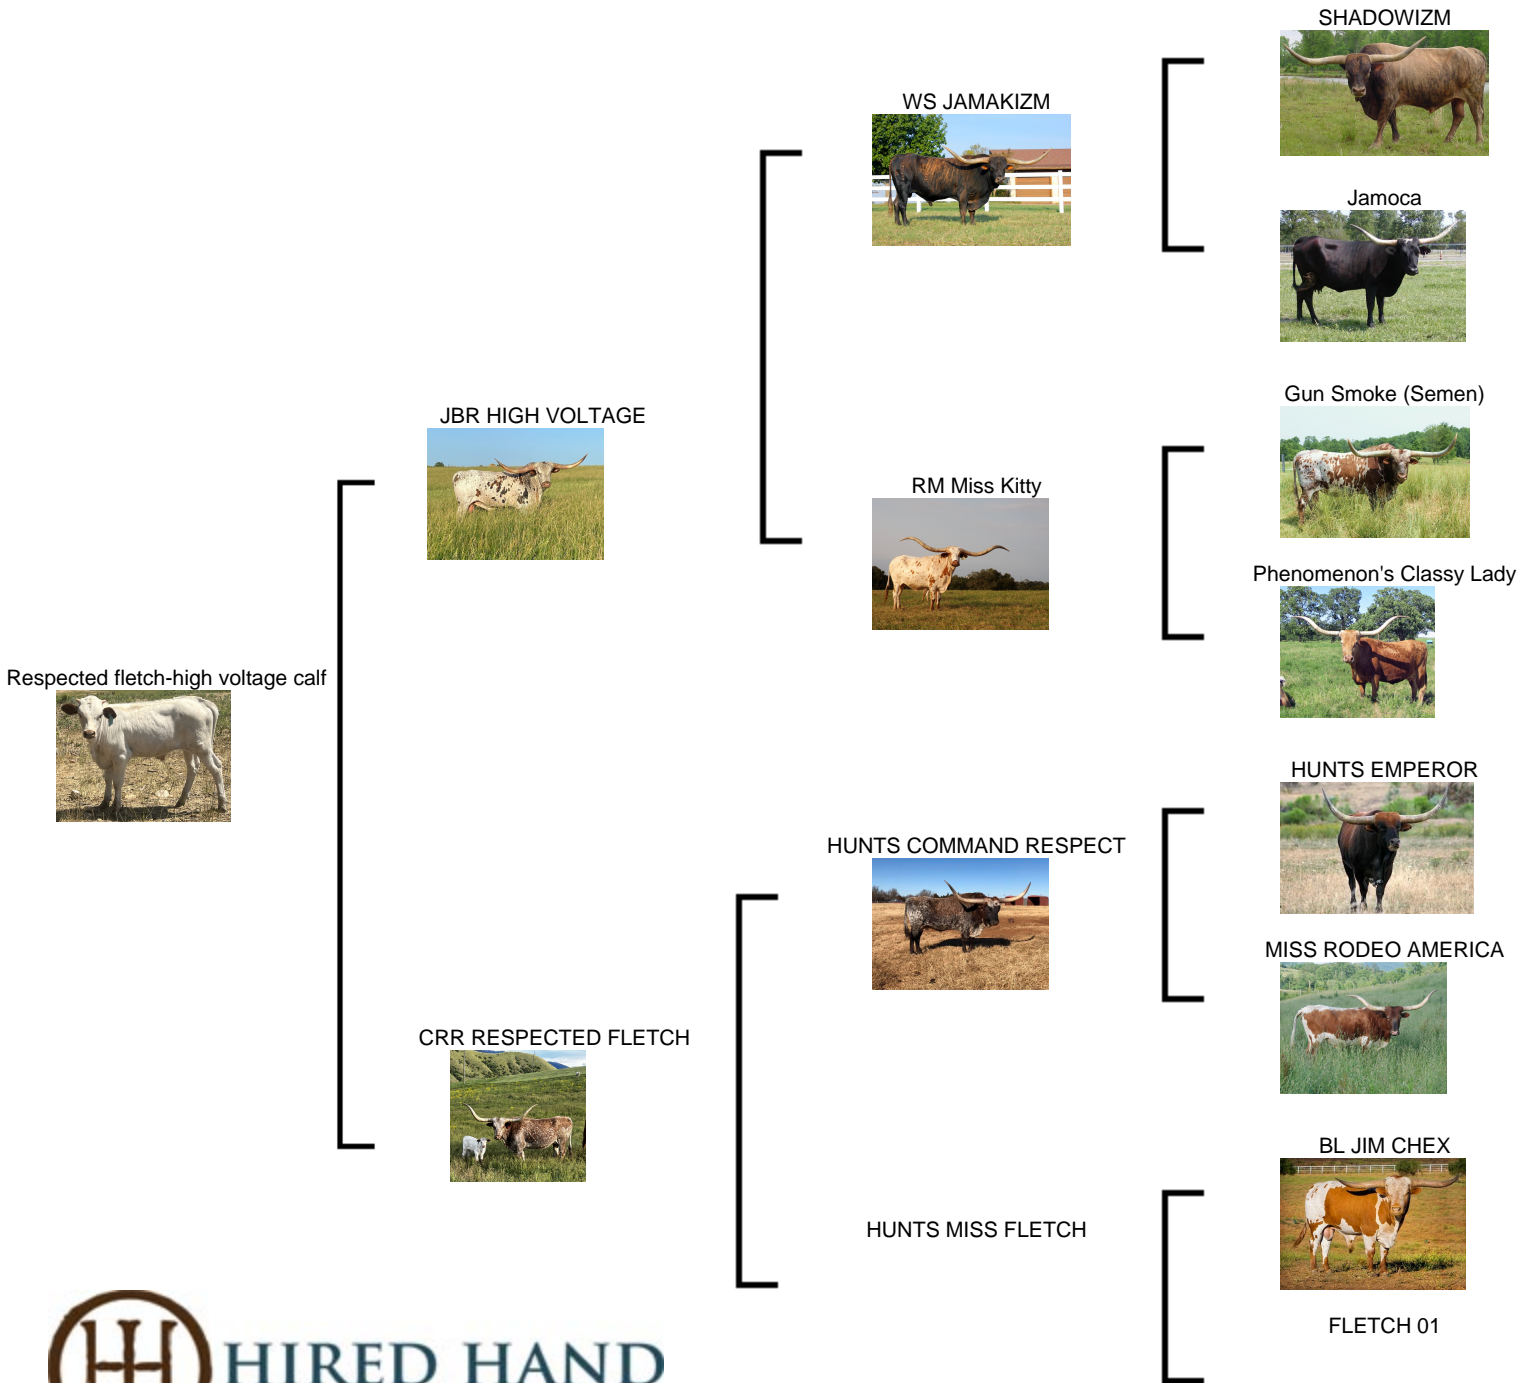 SHADOWIZM
WS JAMAKIZM
Jamoca
Gun Smoke (Semen)
JBR HIGH VOLTAGE
RM Miss Kitty
Phenomenon's Classy Lady
Respected fletch-high voltage calf
HUNTS EMPEROR
HUNTS COMMAND RESPECT
MISS RODEO AMERICA
CRR RESPECTED FLETCH
BL JIM CHEX
HUNTS MISS FLETCH
FLETCH 01
HIRED HAND